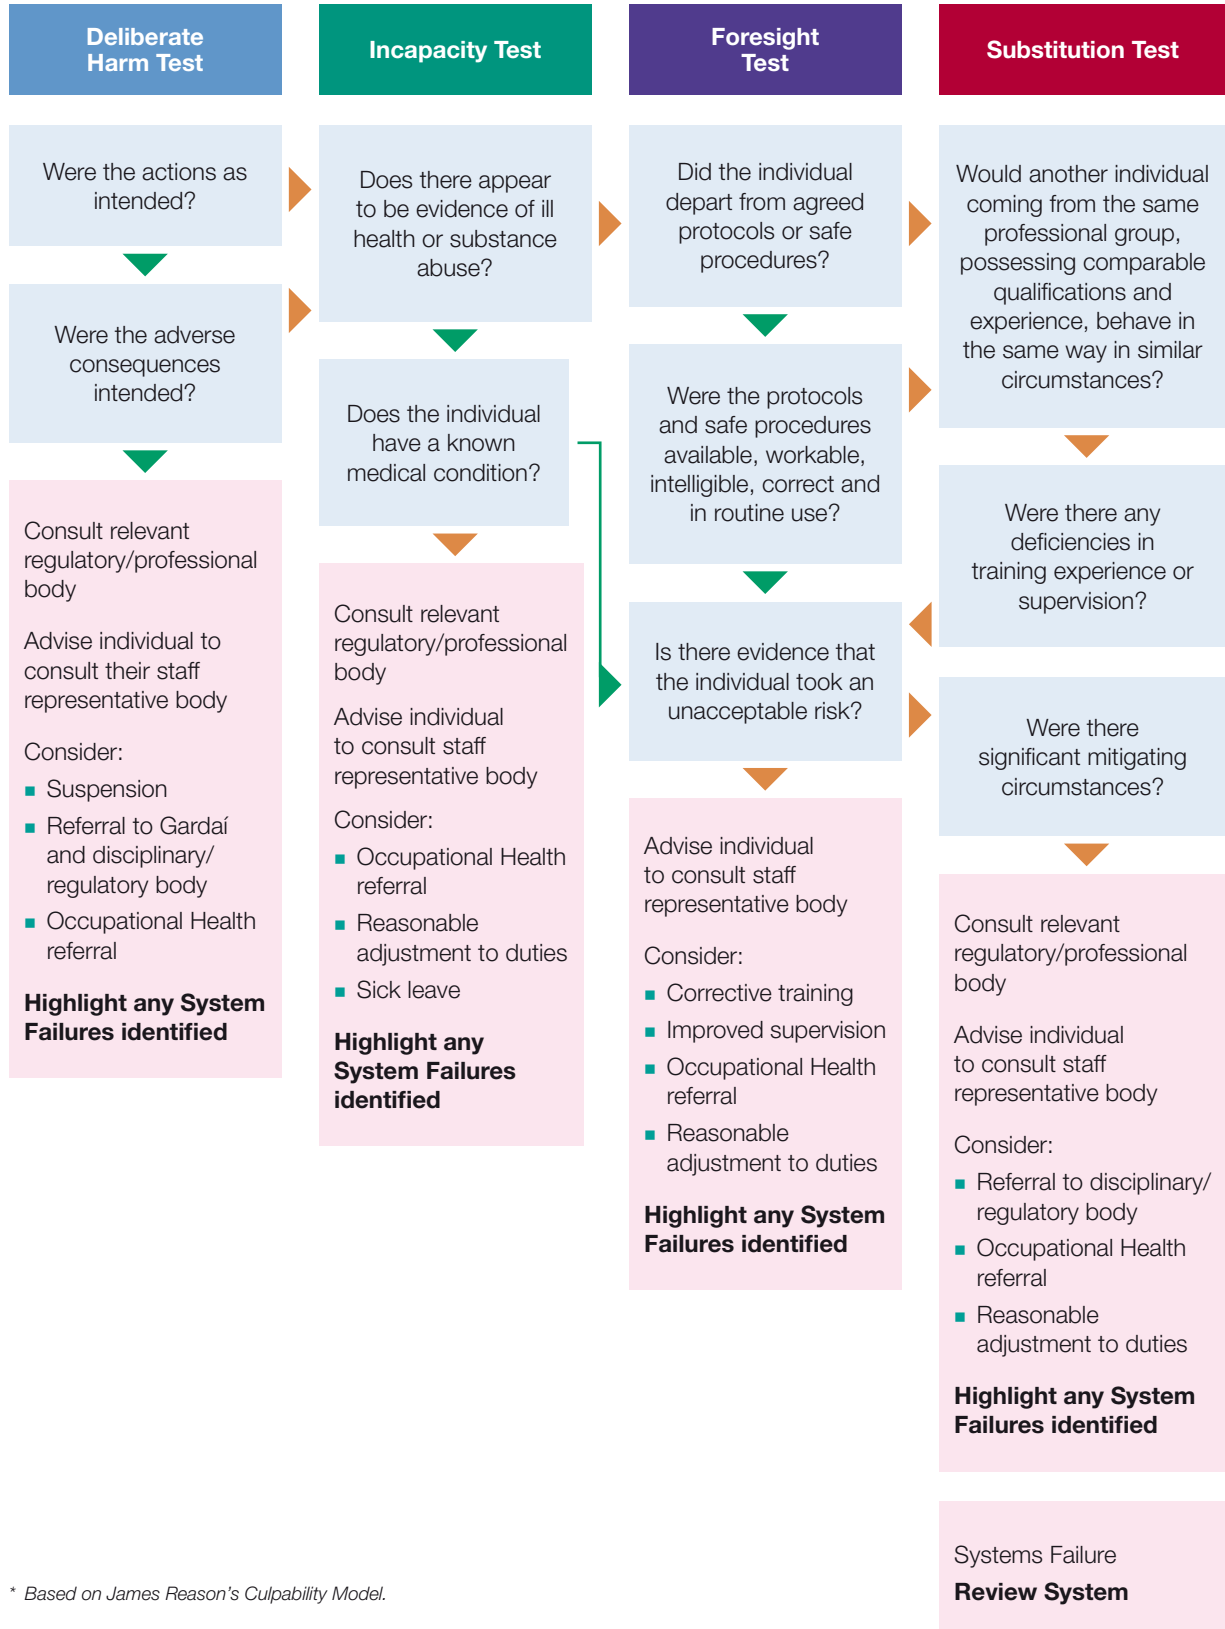 Deliberate
Harm Test
Were the actions as
intended?
Were the adverse
consequences
intended?
Consult relevant
regulatory/professional
body
Advise individual to
consult their staff
representative body
Consider:
■ Suspension
■ Referral to Gardaí
and disciplinary/
regulatory body
■ Occupational Health
referral
Highlight any System
Failures identified
Incapacity Test
Does there appear
to be evidence of ill
health or substance
abuse?
Does the individual
have a known
medical condition?
Consult relevant
regulatory/professional
body
Advise individual
to consult staff
representative body
Consider:
■ Occupational Health
referral
■ Reasonable
adjustment to duties
■ Sick leave
Highlight any
System Failures
identified
Foresight
Test
Did the individual
depart from agreed
protocols or safe
procedures?
Were the protocols
and safe procedures
available, workable,
intelligible, correct and
in routine use?
Is there evidence that
the individual took an
unacceptable risk?
Advise individual
to consult staff
representative body
Consider:
■ Corrective training
■ Improved supervision
■ Occupational Health
referral
■ Reasonable
adjustment to duties
Highlight any System
Failures identified
Substitution Test
Would another individual
coming from the same
professional group,
possessing comparable
qualifications and
experience, behave in
the same way in similar
circumstances?
Were there any
deficiencies in
training experience or
supervision?
Were there
significant mitigating
circumstances?
Consult relevant
regulatory/professional
body
Advise individual
to consult staff
representative body
Consider:
■ Referral to disciplinary/
regulatory body
■ Occupational Health
referral
■ Reasonable
adjustment to duties
Highlight any System
Failures identified
Systems Failure
Review System
* Based on James Reason's Culpability Model.